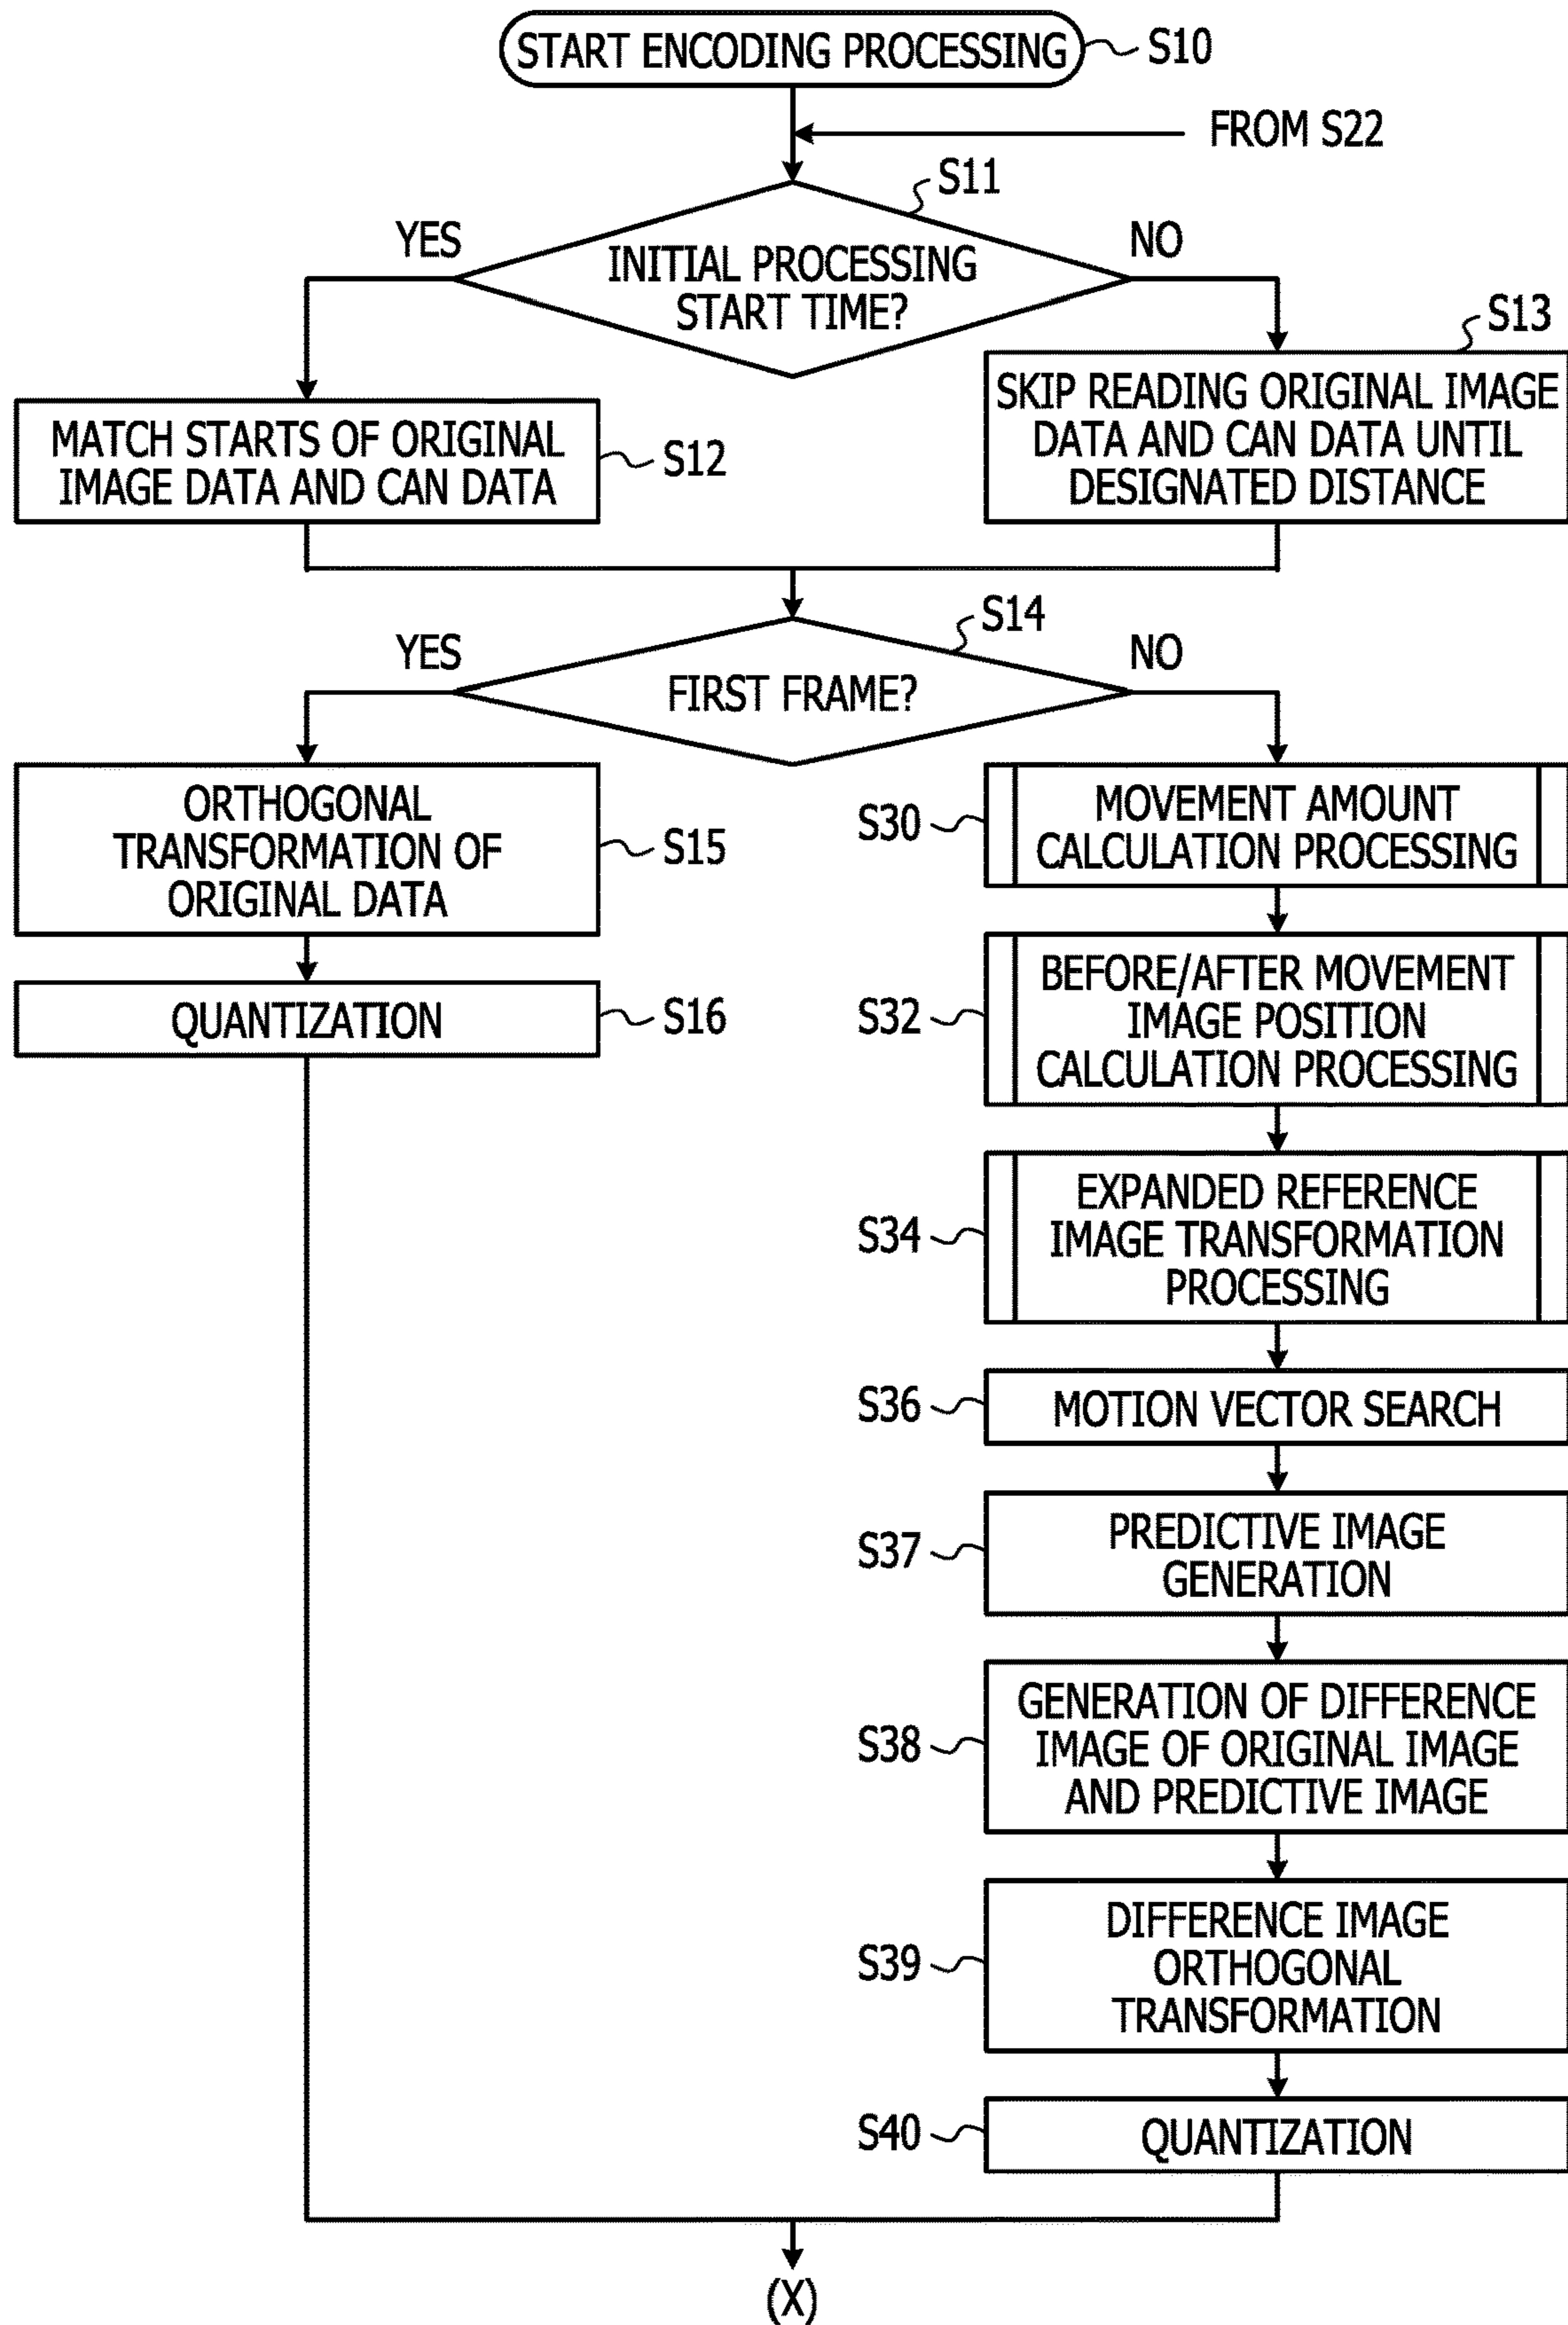 START ENCODING PROCESSING
S10
FROM S22
S11
YES
NO
INITIAL PROCESSING
START TIME?
S13
MATCH STARTS OF ORIGINAL
IMAGE DATA AND CAN DATA
S12
SKIP READING ORIGINAL IMAGE
DATA AND CAN DATA UNTIL
DESIGNATED DISTANCE
S14
YES
NO
FIRST FRAME?
ORTHOGONAL
TRANSFORMATION OF
ORIGINAL DATA
S15
QUANTIZATION
S16
S30
MOVEMENT AMOUNT
CALCULATION PROCESSING
S32
BEFORE/AFTER MOVEMENT
IMAGE POSITION
CALCULATION PROCESSING
S34
EXPANDED REFERENCE
IMAGE TRANSFORMATION
PROCESSING
S36
MOTION VECTOR SEARCH
S37
PREDICTIVE IMAGE
GENERATION
S38
GENERATION OF DIFFERENCE
IMAGE OF ORIGINAL IMAGE
AND PREDICTIVE IMAGE
S39
DIFFERENCE IMAGE
ORTHOGONAL
TRANSFORMATION
S40
QUANTIZATION
(X)